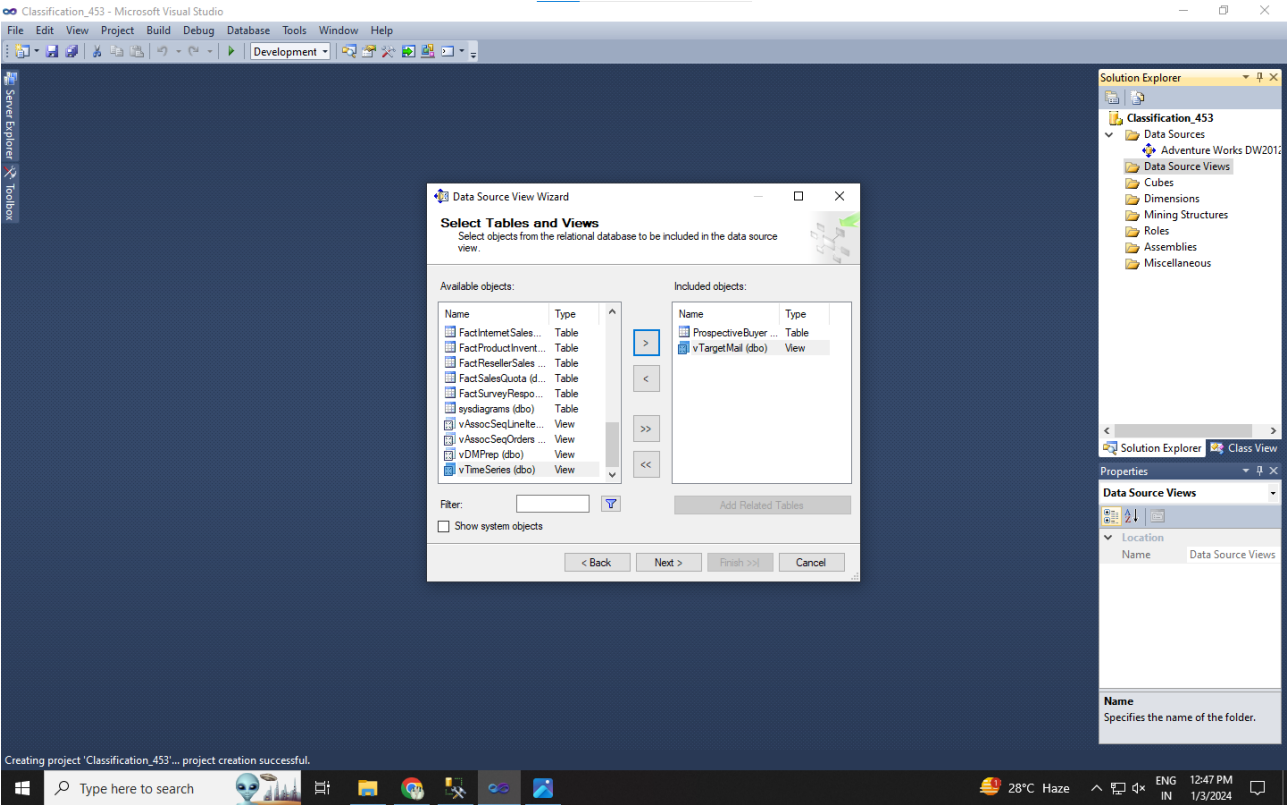 Classification_453 - Microsoft Visual Studio
File Edit View Project Build Debug Database Tools Window Help
Development
Server Explorer
Toolbox
Data Source View Wizard
Select Tables and Views
Select objects from the relational database to be included in the data source
view.
Available objects:
Name Type
FactInternetSales... Table
FactProductInvent... Table
FactResellerSales ... Table
FactSalesQuota (d... Table
FactSurveyRespo... Table
sysdiagrams (dbo) Table
vAssocSeqLineIte... View
vAssocSeqOrders ... View
vDMPrep (dbo) View
vTimeSeries (dbo) View
>
<
>>
<<
Included objects:
Name Type
ProspectiveBuyer ... Table
vTargetMail (dbo) View
Filter:
Add Related Tables
Show system objects
< Back Next > Finish >>| Cancel
Solution Explorer
Classification_453
Data Sources
Adventure Works DW2012
Data Source Views
Cubes
Dimensions
Mining Structures
Roles
Assemblies
Miscellaneous
Solution Explorer Class View
Properties
Data Source Views
Location
Name Data Source Views
Name
Specifies the name of the folder.
Creating project 'Classification_453'... project creation successful.
Type here to search
28°C Haze
ENG
IN
12:47 PM
1/3/2024